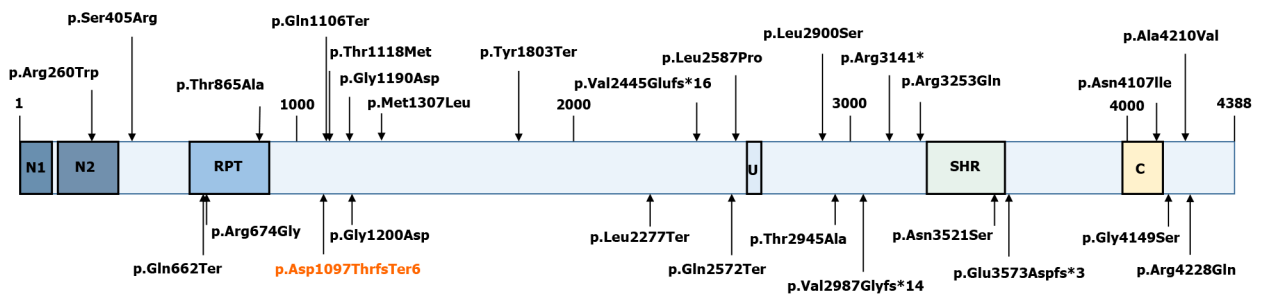 p.Ser405Arg
p.Gln1106Ter
p.Leu2900Ser
p.Ala4210Val
p.Thr1118Met
p.Tyr1803Ter
p.Leu2587Pro
p.Arg3141*
p.Arg260Trp
p.Thr865Ala
p.Gly1190Asp
p.Val2445Glufs*16
p.Arg3253Gln
p.Asn4107Ile
p.Met1307Leu
1
1000
2000
3000
4000
4388
N1
N2
RPT
U
SHR
C
p.Arg674Gly
p.Gly1200Asp
p.Leu2277Ter
p.Thr2945Ala
p.Asn3521Ser
p.Gly4149Ser
p.Gln662Ter
p.Asp1097ThrfsTer6
p.Gln2572Ter
p.Glu3573Aspfs*3
p.Arg4228Gln
p.Val2987Glyfs*14